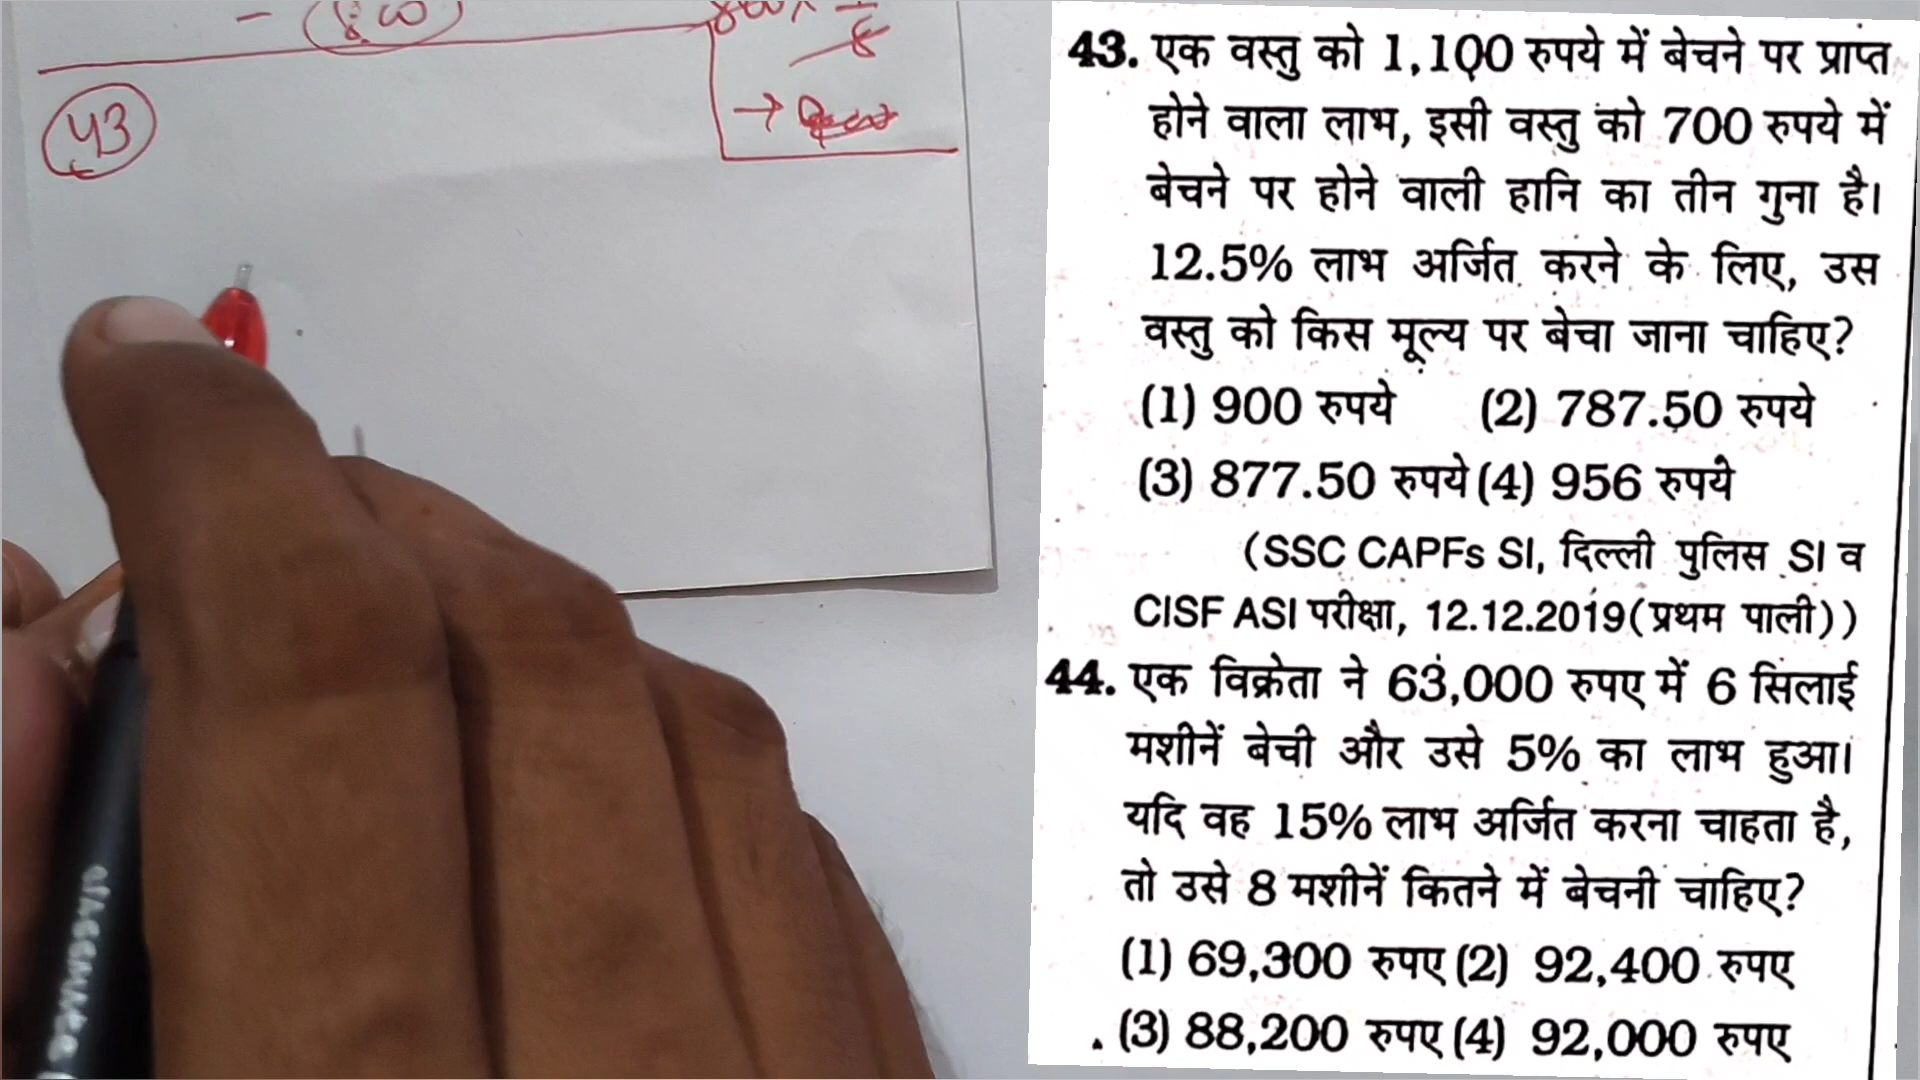 43
43. एक वस्तु को 1,100 रुपये में बेचने पर प्राप्त
होने वाला लाभ, इसी वस्तु को 700 रुपये में
बेचने पर होने वाली हानि का तीन गुना है।
12.5% लाभ अर्जित करने के लिए, उस
वस्तु को किस मूल्य पर बेचा जाना चाहिए?
(1) 900 रुपये (2) 787.50 रुपये
(3) 877.50 रुपये (4) 956 रुपये
(SSC CAPFs SI, दिल्ली पुलिस SI व
CISF ASI परीक्षा, 12.12.2019 (प्रथम पाली))
44. एक विक्रेता ने 63,000 रुपए में 6 सिलाई
मशीनें बेची और उसे 5% का लाभ हुआ।
यदि वह 15% लाभ अर्जित करना चाहता है,
तो उसे 8 मशीनें कितने में बेचनी चाहिए?
(1) 69,300 रुपए (2) 92,400 रुपए
(3) 88,200 रुपए (4) 92,000 रुपए